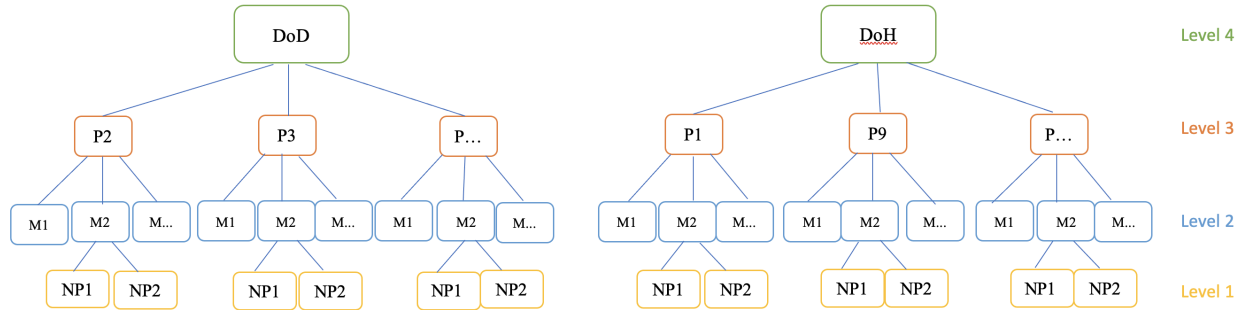 DoD DoH Level 4
P2 P3 P... P1 P9 P... Level 3
M1 M2 M... M1 M2 M... M1 M2 M... M1 M2 M... M1 M2 M... M1 M2 M... Level 2
NP1 NP2 NP1 NP2 NP1 NP2 NP1 NP2 NP1 NP2 NP1 NP2 Level 1